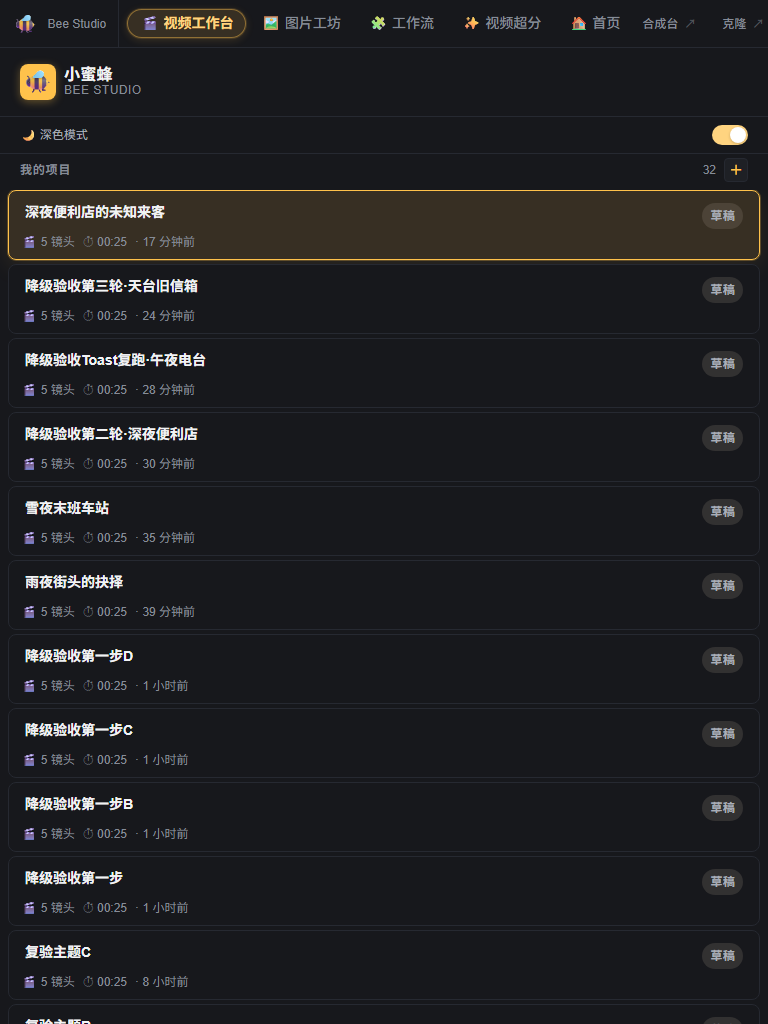 Bee Studio 视频工作台 图片工坊 工作流 视频超分 首页 合成台 ↗ 克隆 ↗
小蜜蜂
BEE STUDIO
深色模式
我的项目 32 +
深夜便利店的未知来客 草稿
5 镜头 00:25 · 17 分钟前
降级验收第三轮·天台旧信箱 草稿
5 镜头 00:25 · 24 分钟前
降级验收Toast复跑·午夜电台 草稿
5 镜头 00:25 · 28 分钟前
降级验收第二轮·深夜便利店 草稿
5 镜头 00:25 · 30 分钟前
雪夜末班车站 草稿
5 镜头 00:25 · 35 分钟前
雨夜街头的抉择 草稿
5 镜头 00:25 · 39 分钟前
降级验收第一步D 草稿
5 镜头 00:25 · 1 小时前
降级验收第一步C 草稿
5 镜头 00:25 · 1 小时前
降级验收第一步B 草稿
5 镜头 00:25 · 1 小时前
降级验收第一步 草稿
5 镜头 00:25 · 1 小时前
复验主题C 草稿
5 镜头 00:25 · 8 小时前